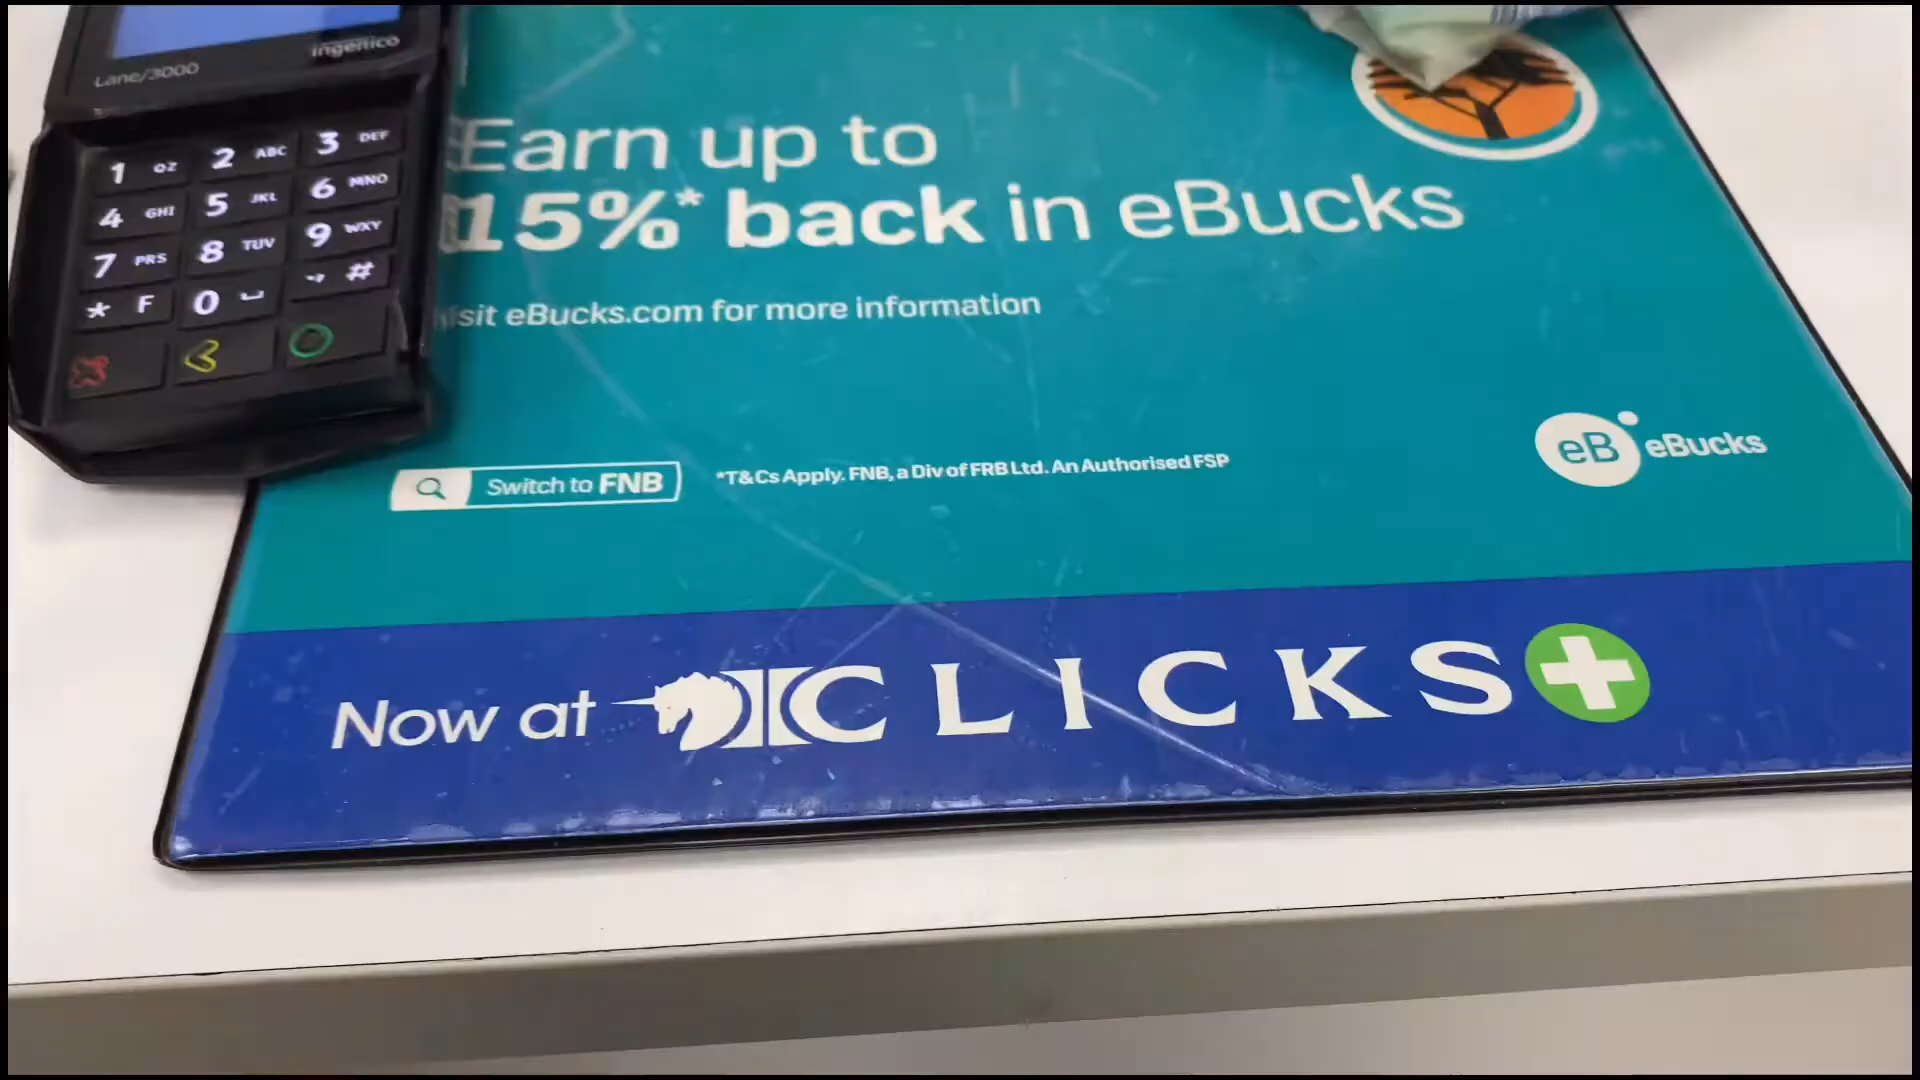 ingenico
Lane/3000
1 OZ 2 ABC 3 DEF
4 GHI 5 JKL 6 MNO
7 PRS 8 TUV 9 WXY
* F 0 #
Earn up to
15%* back in eBucks
eBucks.com for more information
Switch to FNB
*T&Cs Apply. FNB, a Div of FRB Ltd. An Authorised FSP
eB eBucks
Now at CLICKS